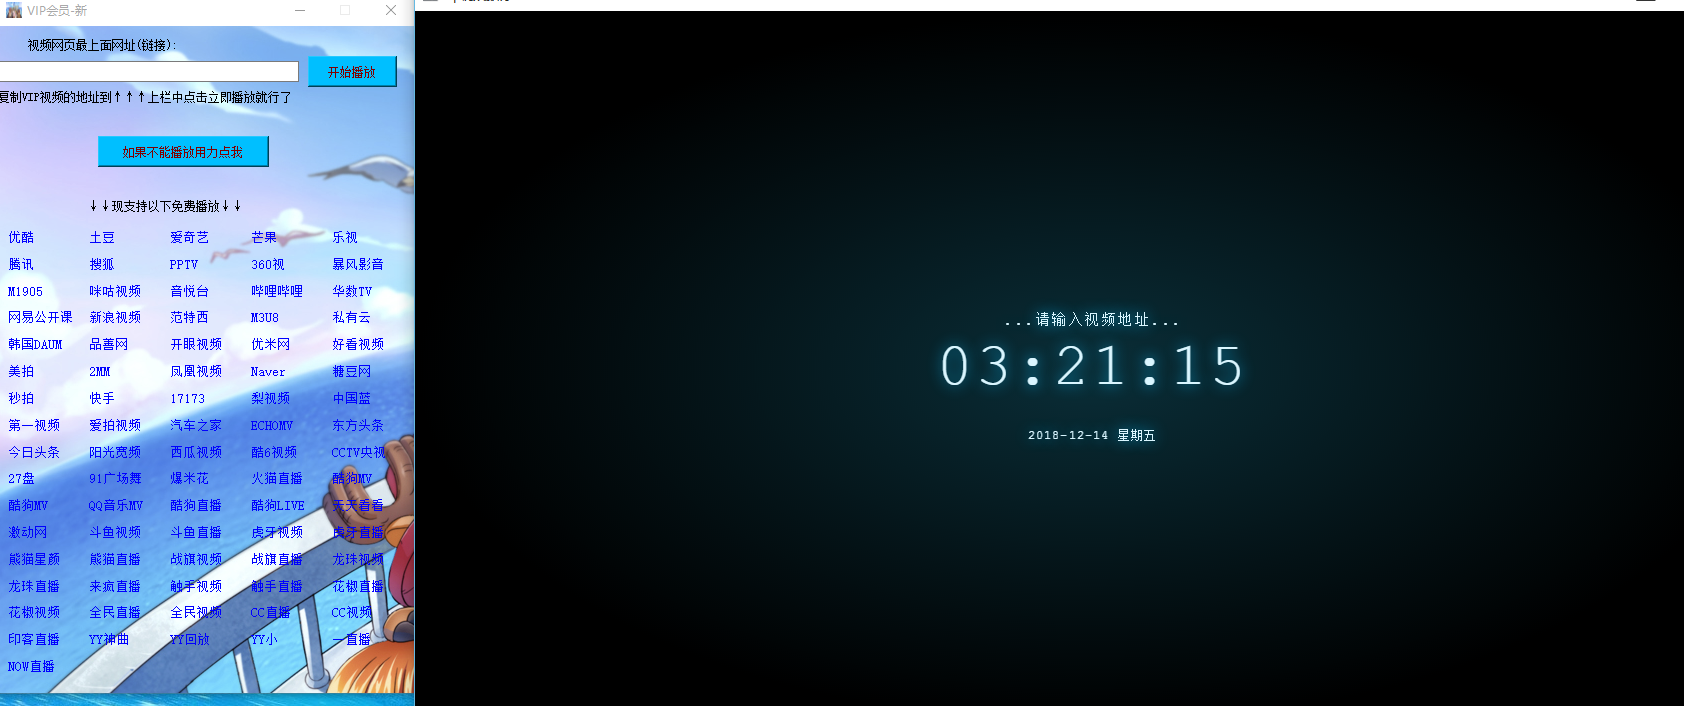 VIP会员-新
视频网页最上面网址(链接):
开始播放
复制VIP视频的地址到↑↑↑上栏中点击立即播放就行了
如果不能播放用力点我
↓↓现支持以下免费播放↓↓
优酷 土豆 爱奇艺 芒果 乐视
腾讯 搜狐 PPTV 360视 暴风影音
M1905 咪咕视频 音悦台 哔哩哔哩 华数TV
网易公开课 新浪视频 范特西 M3U8 私有云
韩国DAUM 品善网 开眼视频 优米网 好看视频
美拍 2MM 凤凰视频 Naver 糖豆网
秒拍 快手 17173 梨视频 中国蓝
第一视频 爱拍视频 汽车之家 ECHOMV 东方头条
今日头条 阳光宽频 西瓜视频 酷6视频 CCTV央视
27盘 91广场舞 爆米花 火猫直播 酷狗MV
酷狗MV QQ音乐MV 酷狗直播 酷狗LIVE 天天看看
激动网 斗鱼视频 斗鱼直播 虎牙视频 虎牙直播
熊猫星颜 熊猫直播 战旗视频 战旗直播 龙珠视频
龙珠直播 来疯直播 触手视频 触手直播 花椒直播
花椒视频 全民直播 全民视频 CC直播 CC视频
印客直播 YY神曲 YY回放 YY小 一直播
NOW直播
...请输入视频地址...
03:21:15
2018-12-14 星期五